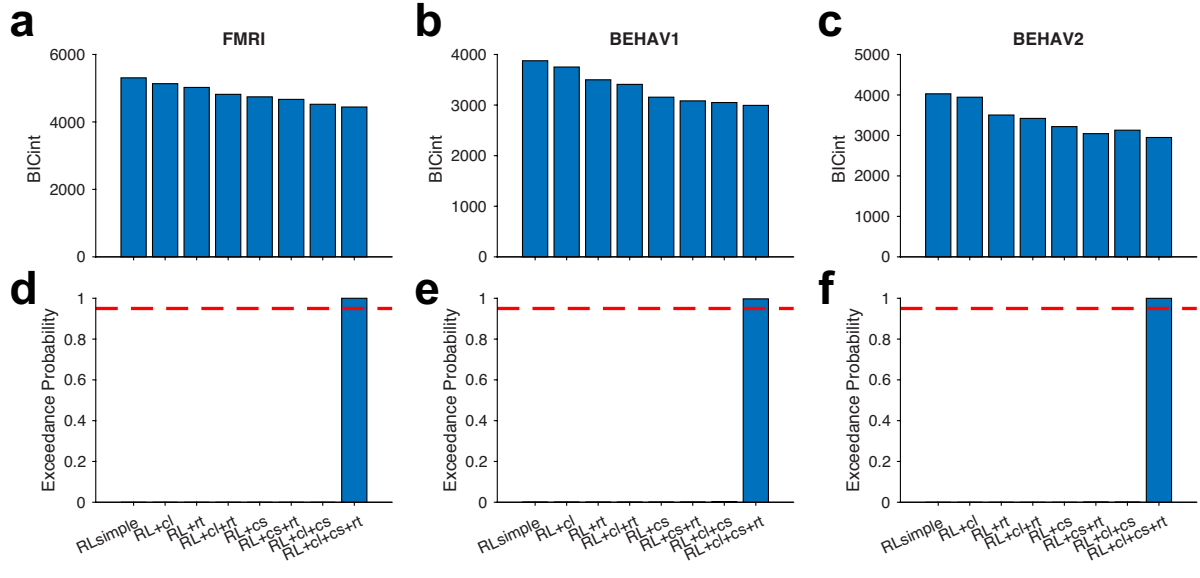 a
FMRI
6000
4000
2000
0
BICint
b
BEHAV1
4000
3000
2000
1000
0
BICint
c
BEHAV2
5000
4000
3000
2000
1000
0
BICint
d
1
0.8
0.6
0.4
0.2
0
Exceedance Probability
RLsimple
RL+cl
RL+rt
RL+cl+rt
RL+cs
RL+cs+rt
RL+cl+cs
RL+cl+cs+rt
e
1
0.8
0.6
0.4
0.2
0
Exceedance Probability
RLsimple
RL+cl
RL+rt
RL+cl+rt
RL+cs
RL+cs+rt
RL+cl+cs
RL+cl+cs+rt
f
1
0.8
0.6
0.4
0.2
0
Exceedance Probability
RLsimple
RL+cl
RL+rt
RL+cl+rt
RL+cs
RL+cs+rt
RL+cl+cs
RL+cl+cs+rt